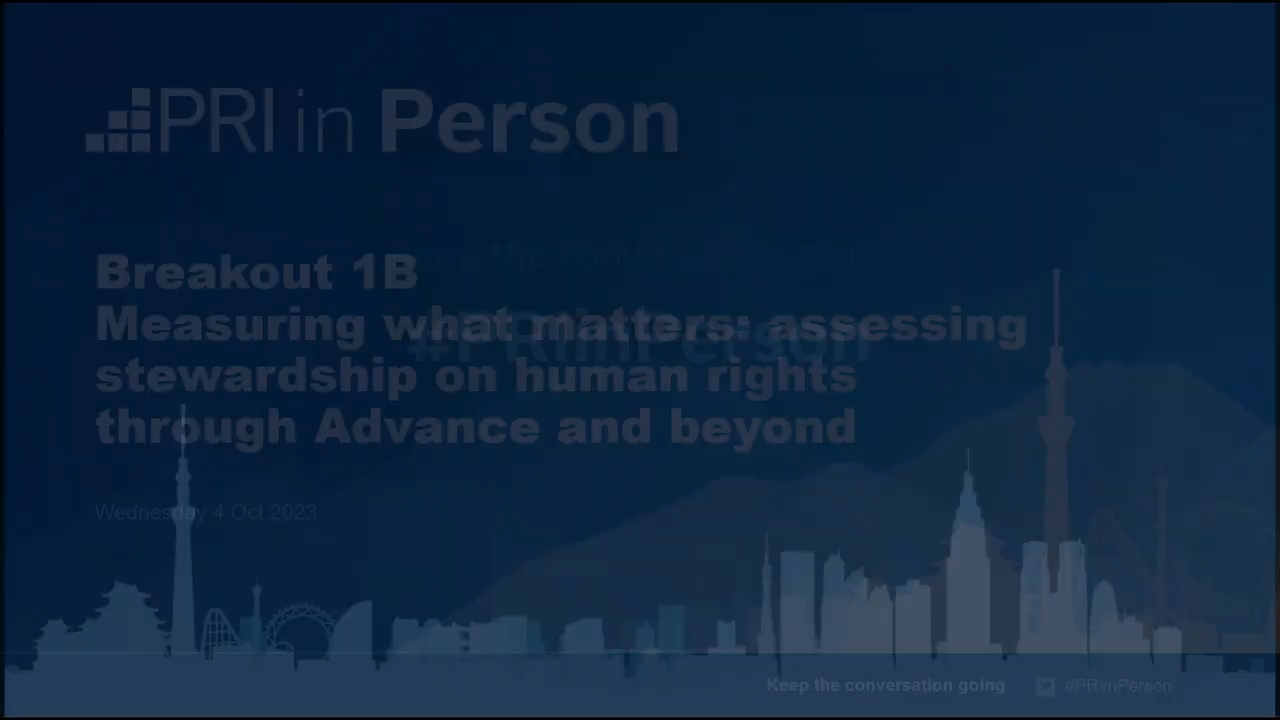 PRI in Person
Breakout 1B
Measuring what matters: assessing
#PRIinPerson
stewardship on human rights
through Advance and beyond
Wednesday 4 Oct 2023
Keep the conversation going #PRIinPerson